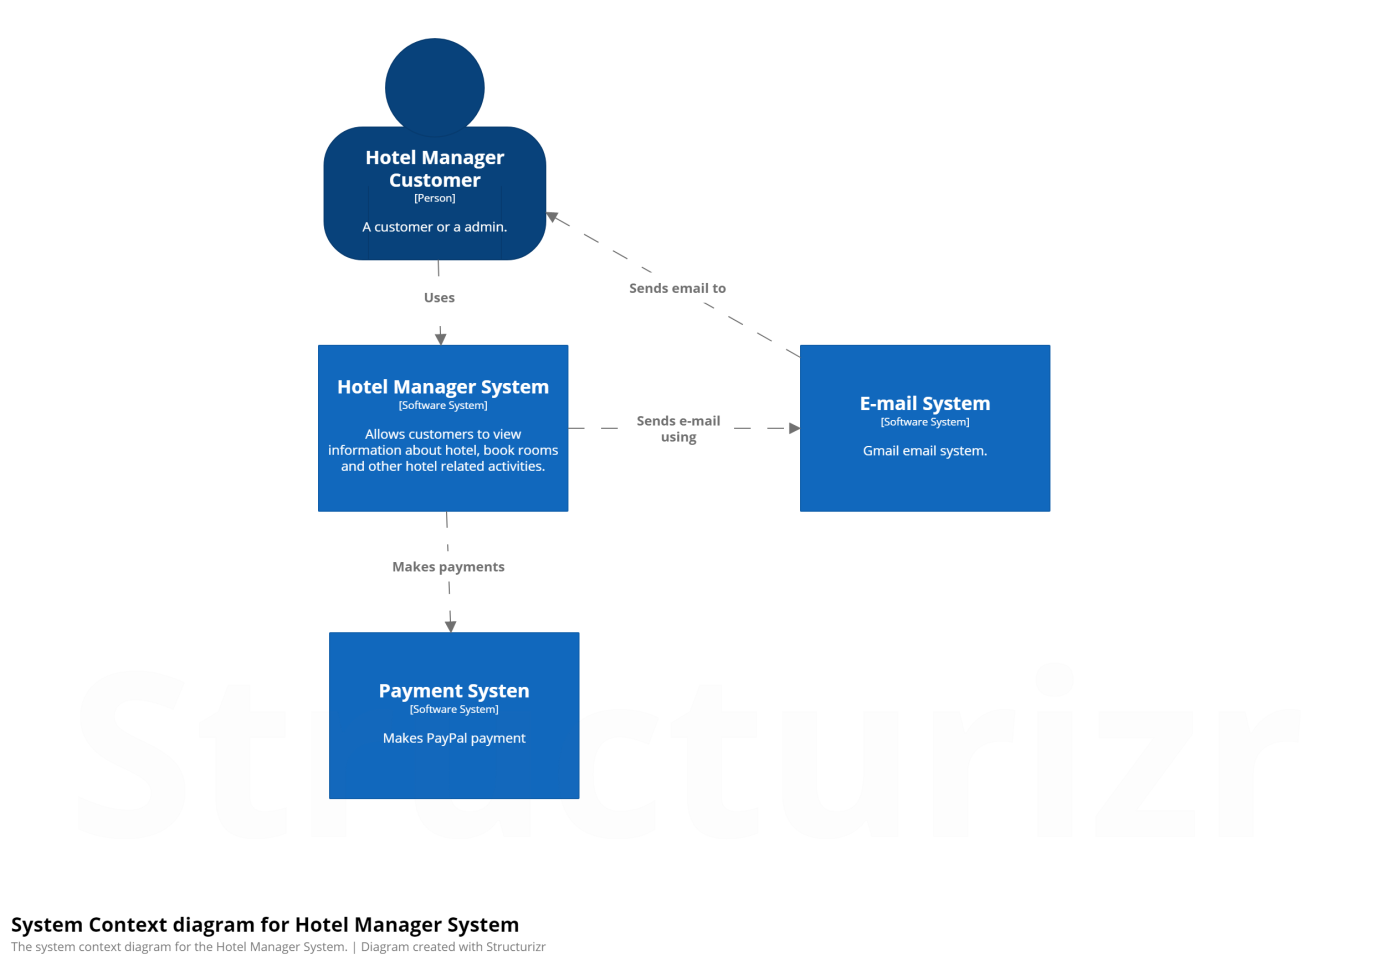 Hotel Manager
Customer
[Person]
A customer or a admin.
Uses
Sends email to
Hotel Manager System
[Software System]
Allows customers to view
information about hotel, book rooms
and other hotel related activities.
Sends e-mail
using
E-mail System
[Software System]
Gmail email system.
Makes payments
Payment Systen
[Software System]
Makes PayPal payment
Structurizr
System Context diagram for Hotel Manager System
The system context diagram for the Hotel Manager System. | Diagram created with Structurizr